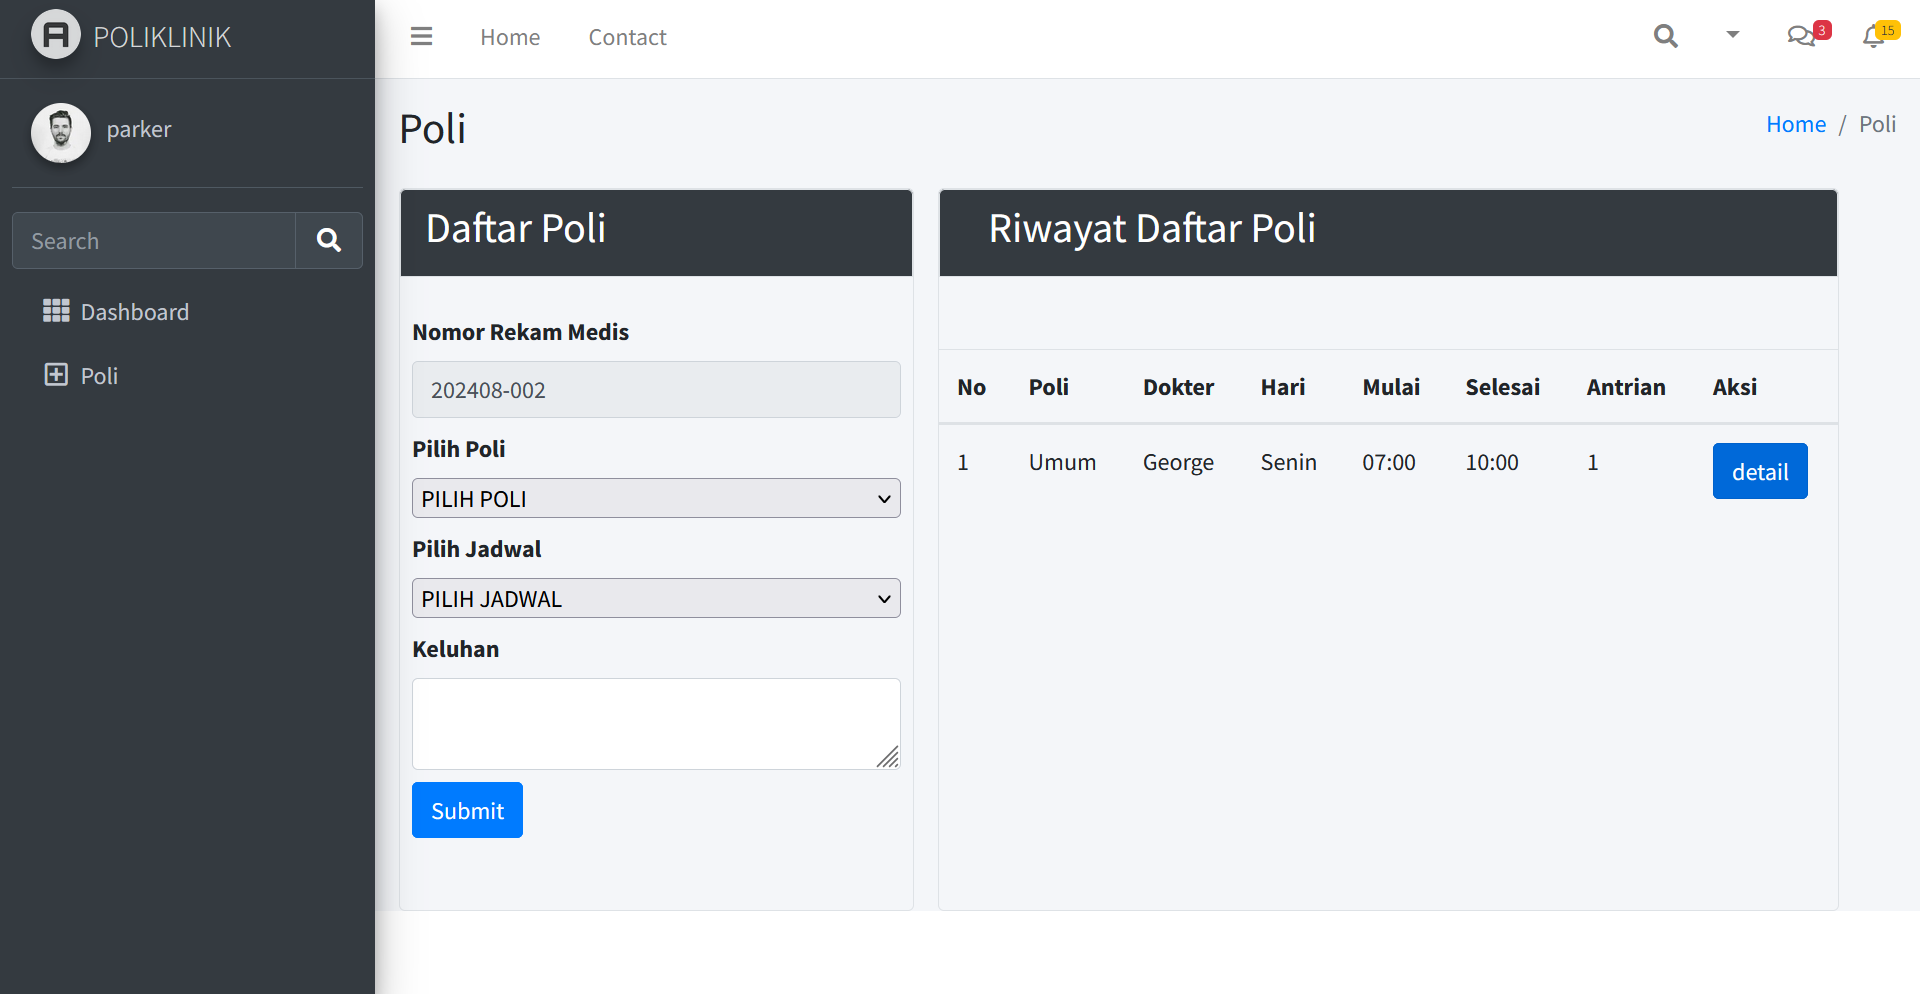 POLIKLINIK
Home Contact 3 15
parker
Search
Dashboard
Poli
Poli
Home / Poli
Daftar Poli
Nomor Rekam Medis
202408-002
Pilih Poli
PILIH POLI
Pilih Jadwal
PILIH JADWAL
Keluhan
Submit
Riwayat Daftar Poli
No Poli Dokter Hari Mulai Selesai Antrian Aksi
1 Umum George Senin 07:00 10:00 1 detail